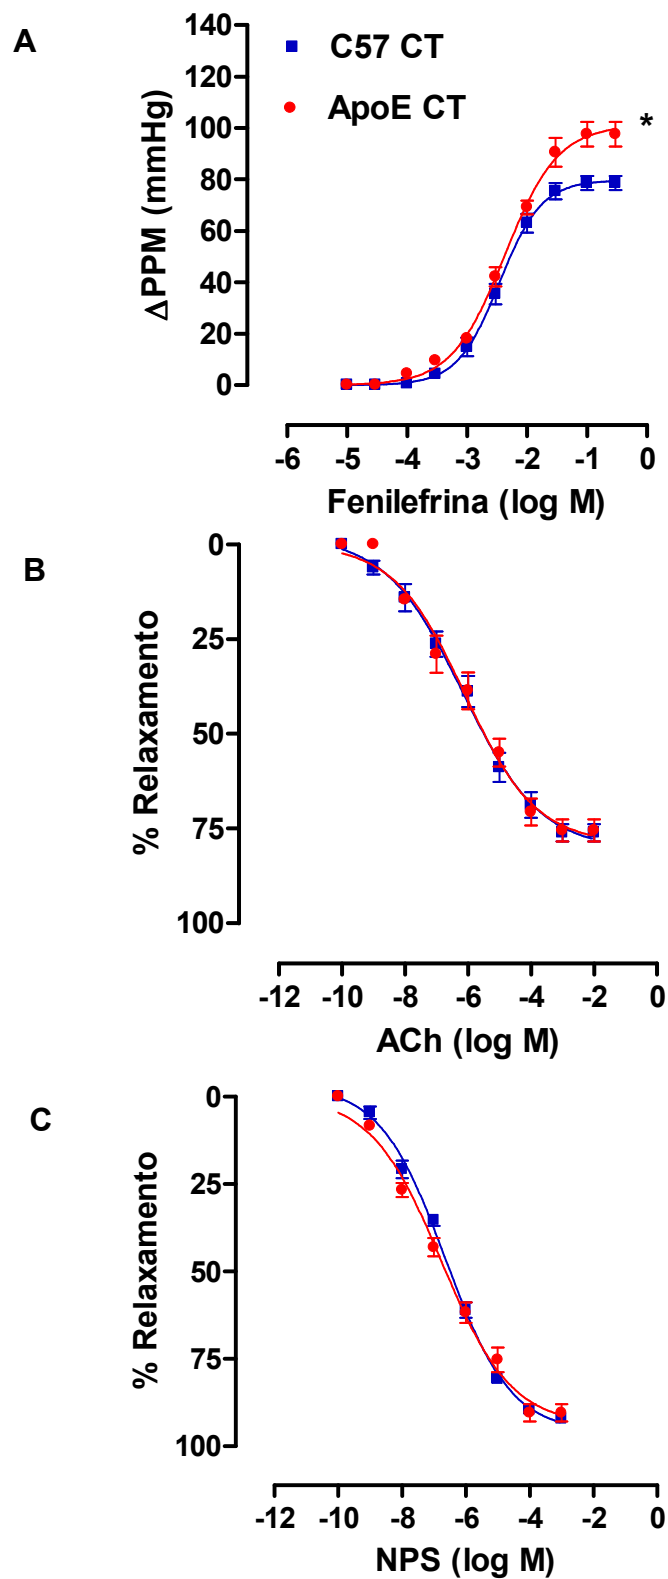 A
C57 CT
ApoE CT
*
ΔPPM (mmHg)
140
120
100
80
60
40
20
0
-6 -5 -4 -3 -2 -1 0
Fenilefrina (log M)
B
% Relaxamento
0
25
50
75
100
-12 -10 -8 -6 -4 -2 0
ACh (log M)
C
% Relaxamento
0
25
50
75
100
-12 -10 -8 -6 -4 -2 0
NPS (log M)